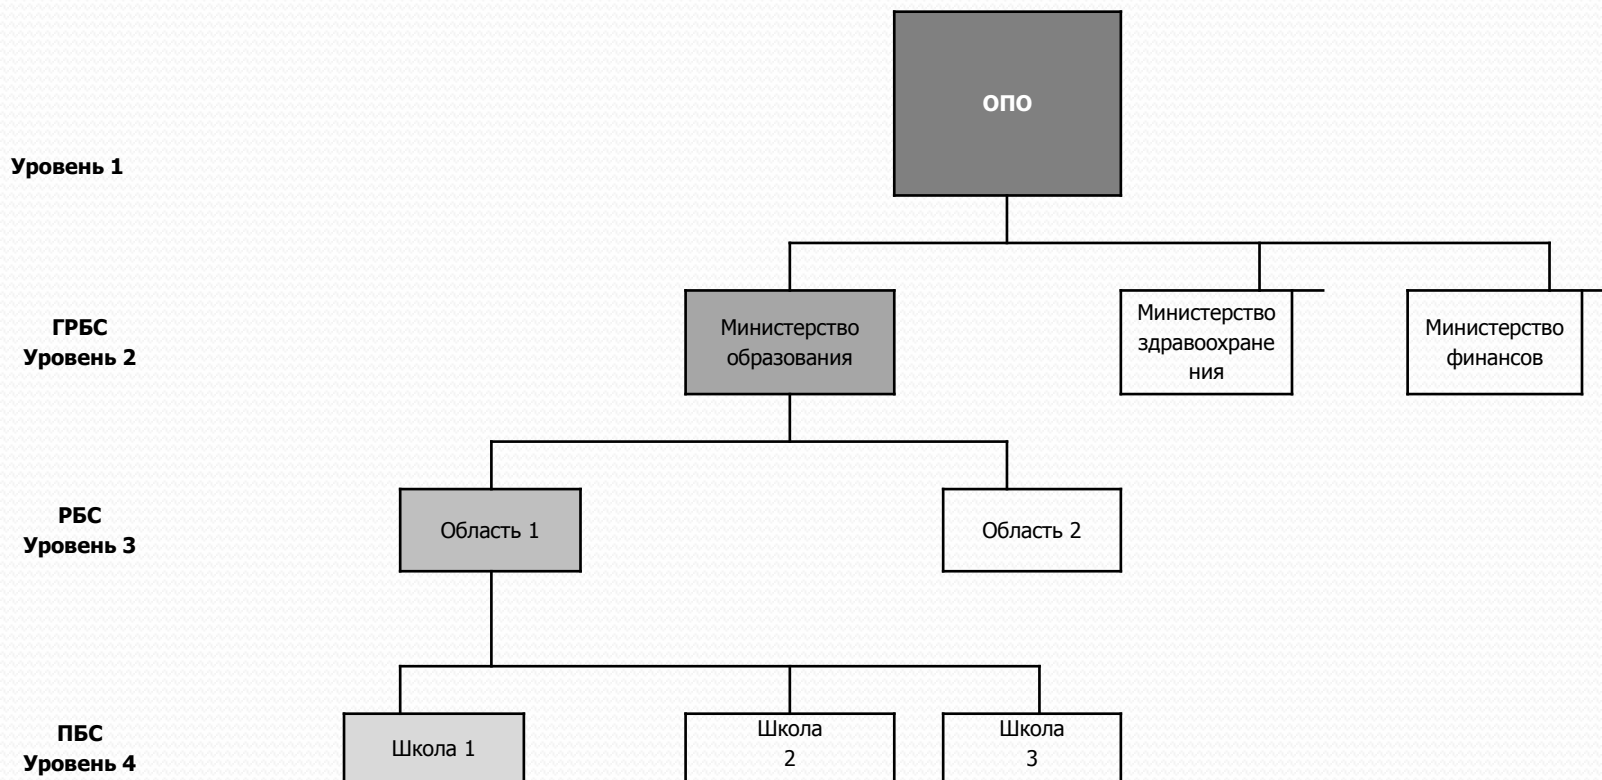 ОПО
Уровень 1
ГРБС
Уровень 2
Министерство
образования
Министерство
здравоохране
ния
Министерство
финансов
РБС
Уровень 3
Область 1
Область 2
ПБС
Уровень 4
Школа 1
Школа
2
Школа
3